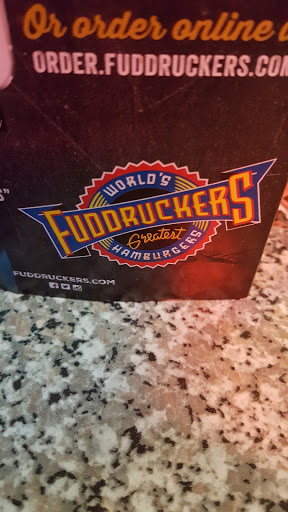 Or order online
ORDER.FUDDRUCKERS.COM
WORLD'S
FUDDRUCKERS
Greatest
HAMBURGERS
FUDDRUCKERS.COM